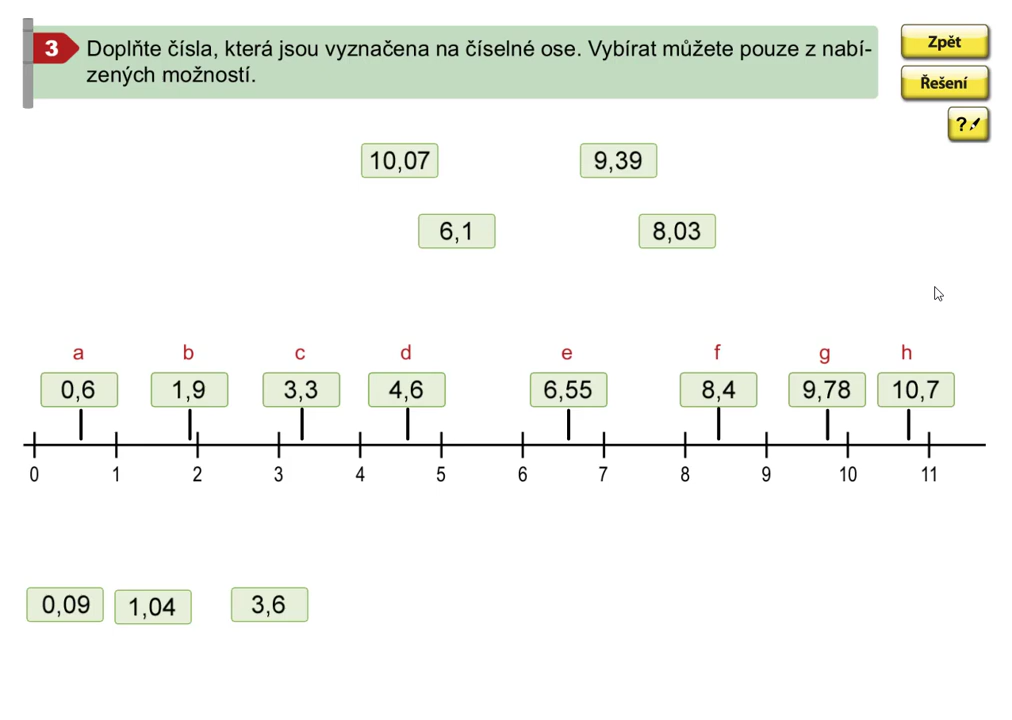 3 Doplňte čísla, která jsou vyznačena na číselné ose. Vybírat můžete pouze z nabí-
zených možností.
Zpět
Řešení
?
10,07 9,39
6,1 8,03
a b c d e f g h
0,6 1,9 3,3 4,6 6,55 8,4 9,78 10,7
0 1 2 3 4 5 6 7 8 9 10 11
0,09 1,04 3,6